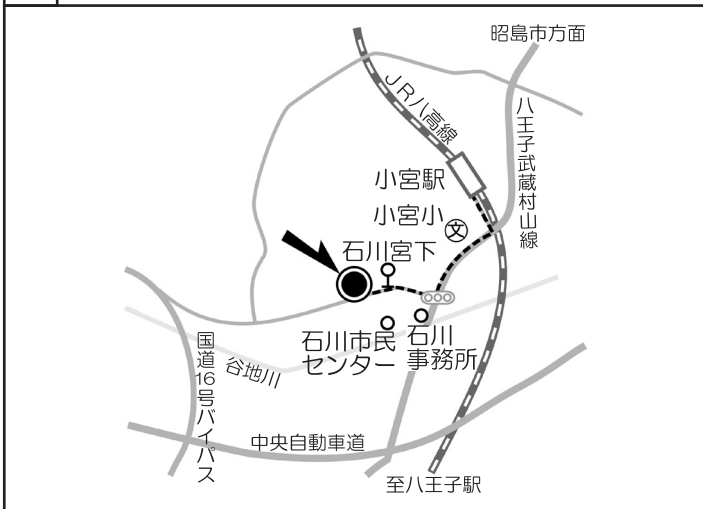 昭島市方面
JR八高線
八王子武蔵村山線
小宮駅
小宮小
文
石川宮下
石川市民
センター
石川
事務所
国道16号バイパス
谷地川
中央自動車道
至八王子駅